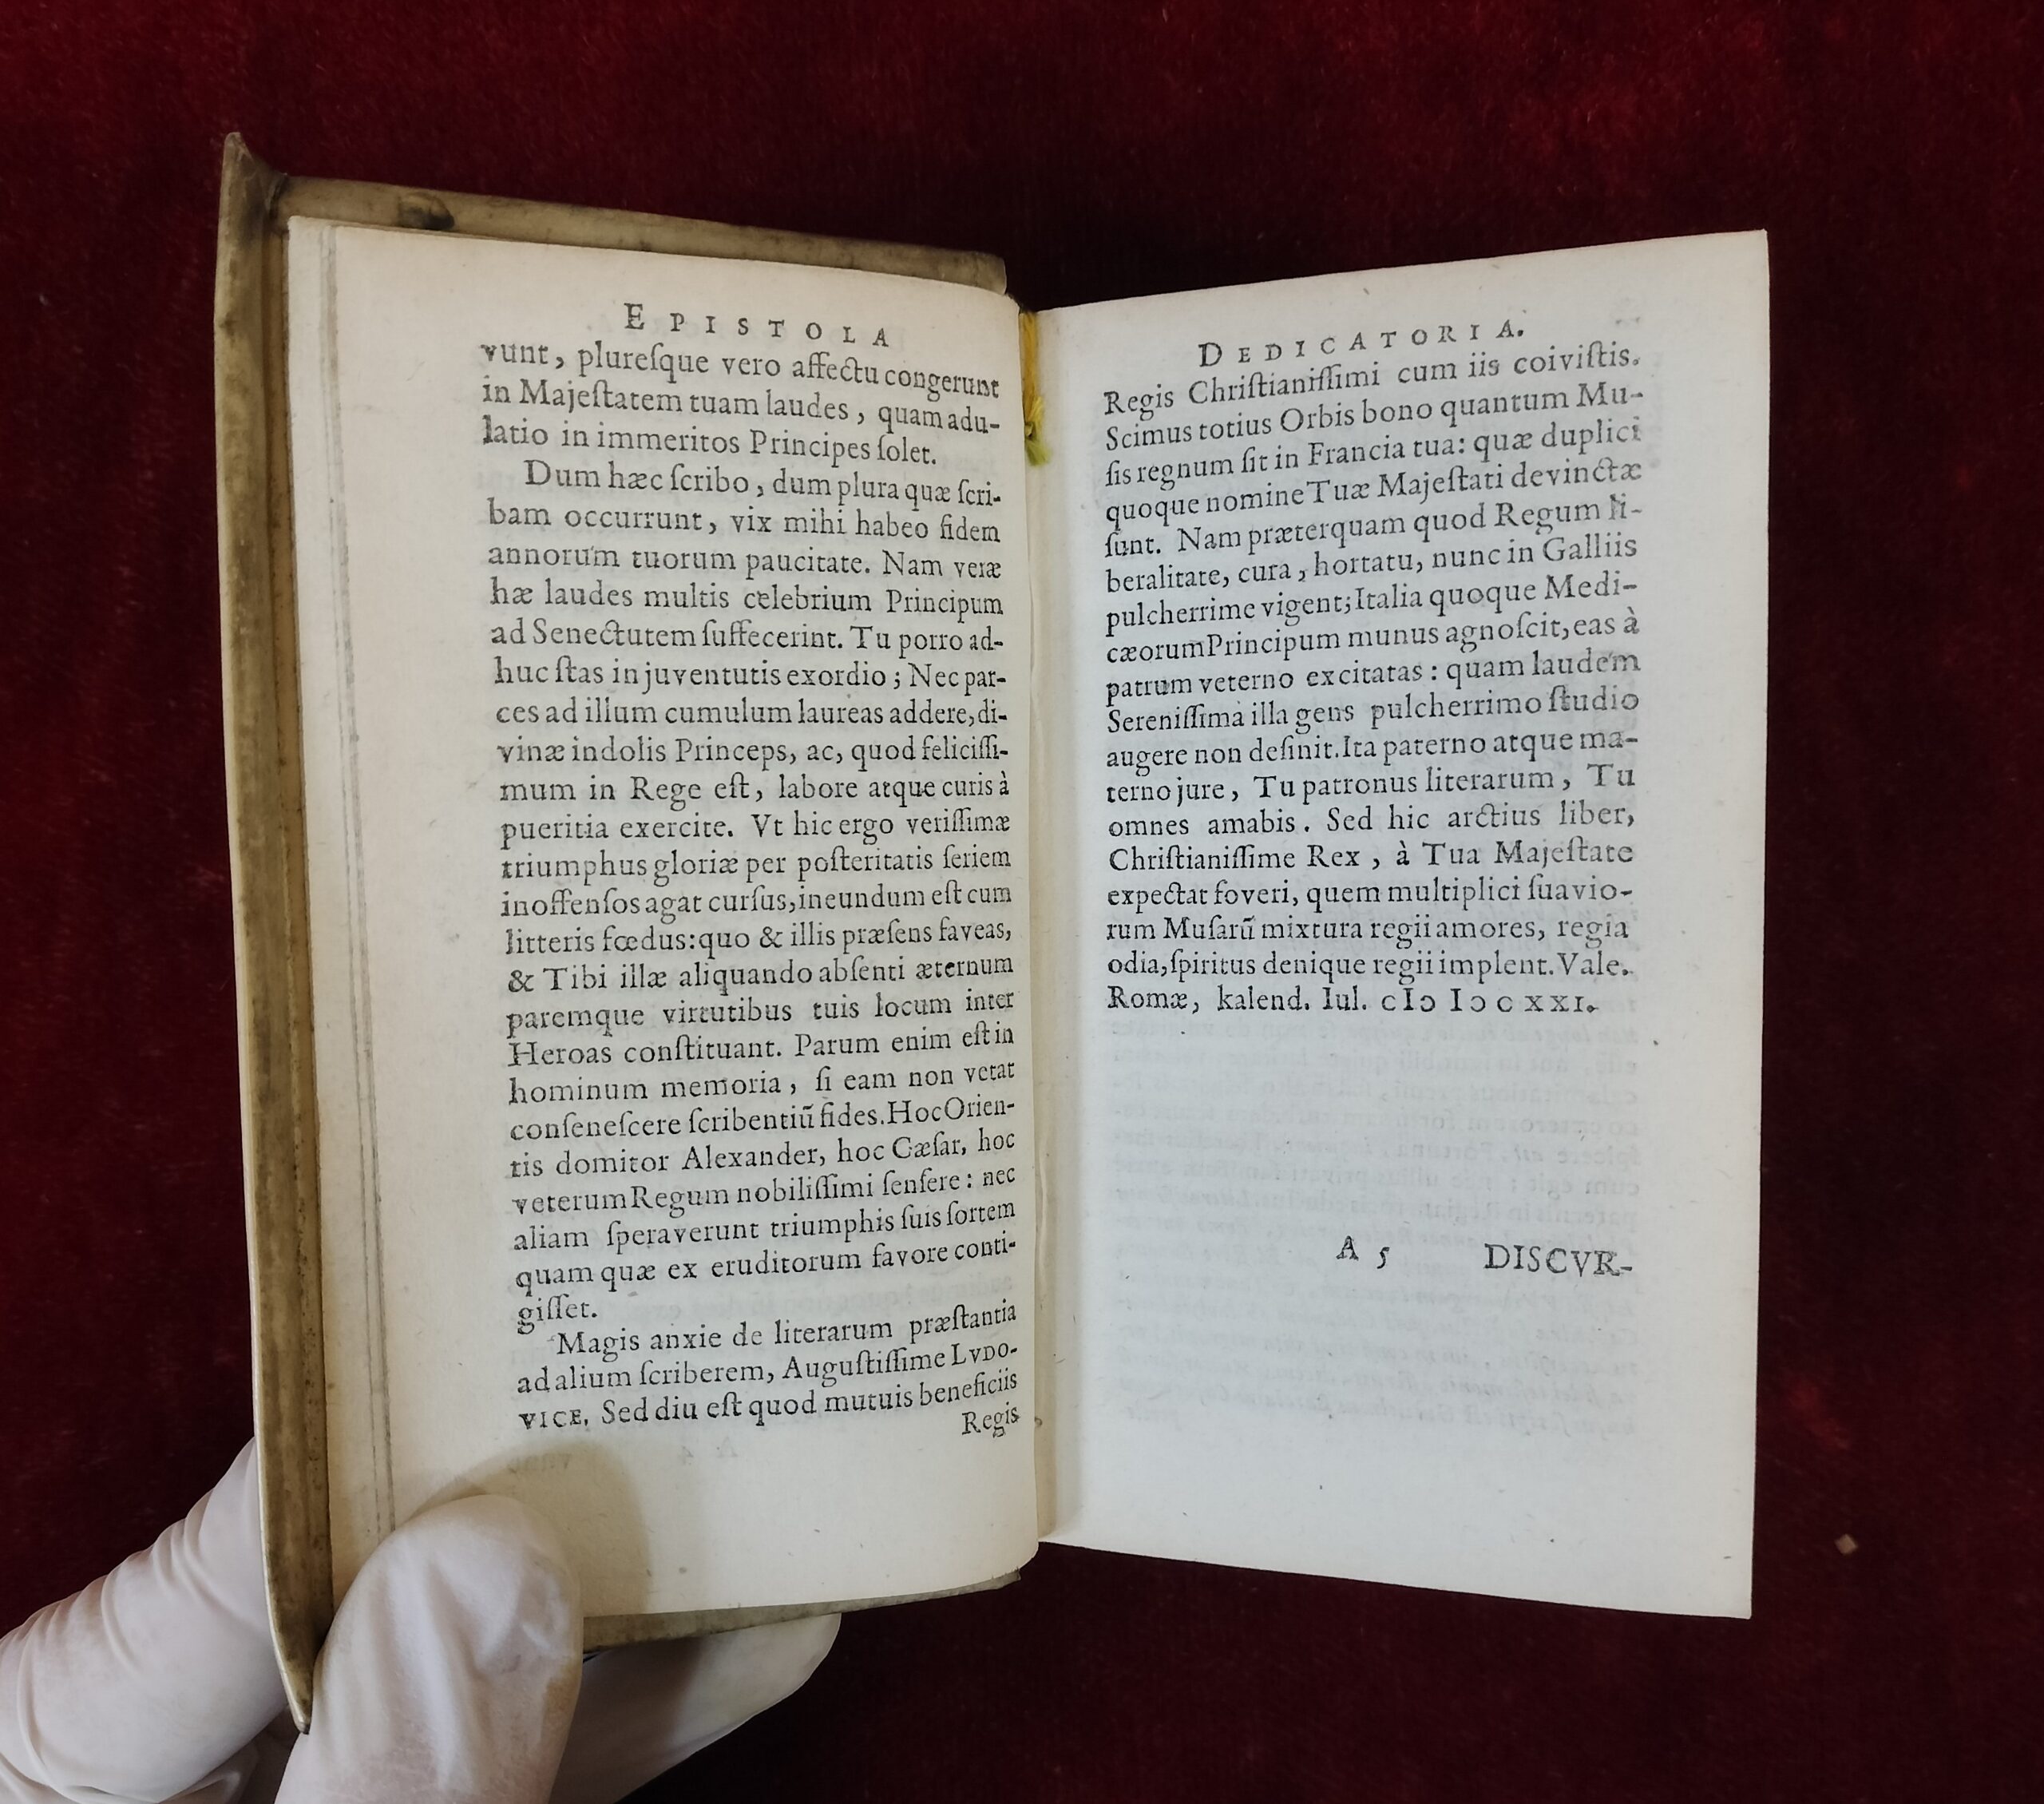 EPISTOLA
vunt, pluresque vero affectu congerunt
in Majestatem tuam laudes, quam adu-
latio in immeritos Principes solet.
Dum hæc scribo, dum plura quæ scri-
bam occurrunt, vix mihi habeo fidem
annorum tuorum paucitate. Nam veræ
hæ laudes multis celebrium Principum
ad Senectutem suffecerint. Tu porro ad-
huc stas in juventutis exordio; Nec par-
ces ad illum cumulum laureas addere, di-
vinæ indolis Princeps, ac, quod felicissi-
mum in Rege est, labore atque curis à
pueritia exercite. Vt hic ergo verissimæ
triumphus gloriæ per posteritatis seriem
inoffensos agat cursus, ineundum est cum
litteris fœdus: quo & illis præsens faveas,
& Tibi illæ aliquando absenti æternum
paremque virtutibus tuis locum inter
Heroas constituant. Parum enim est in
hominum memoria, si eam non vetat
consenescere scribentiũ fides. Hoc Orien-
tis domitor Alexander, hoc Cæsar, hoc
veterum Regum nobilissimi sensere: nec
aliam speraverunt triumphis suis sortem
quam quæ ex eruditorum favore conti-
gisset.
Magis anxie de literarum præstantia
ad alium scriberem, Augustissime LVDO-
VICE, Sed diu est quod mutuis beneficiis
Regis
DEDICATORIA.
Regis Christianissimi cum iis coivistis.
Scimus totius Orbis bono quantum Mu-
sis regnum sit in Francia tua: quæ duplici
quoque nomine Tuæ Majestati devinctæ
sunt. Nam præterquam quod Regum li-
beralitate, cura, hortatu, nunc in Galliis
pulcherrime vigent; Italia quoque Medi-
cæorum Principum munus agnoscit, eas à
patrum veterno excitatas: quam laudem
Serenissima illa gens pulcherrimo studio
augere non desinit. Ita paterno atque ma-
terno jure, Tu patronus literarum, Tu
omnes amabis. Sed hic arctius liber,
Christianissime Rex, à Tua Majestate
expectat foveri, quem multiplici suavio-
rum Musarũ mixtura regii amores, regia
odia, spiritus denique regii implent. Vale.
Romæ, kalend. Iul. cIↄ Iↄ c XXI.
A 5 DISCVR-